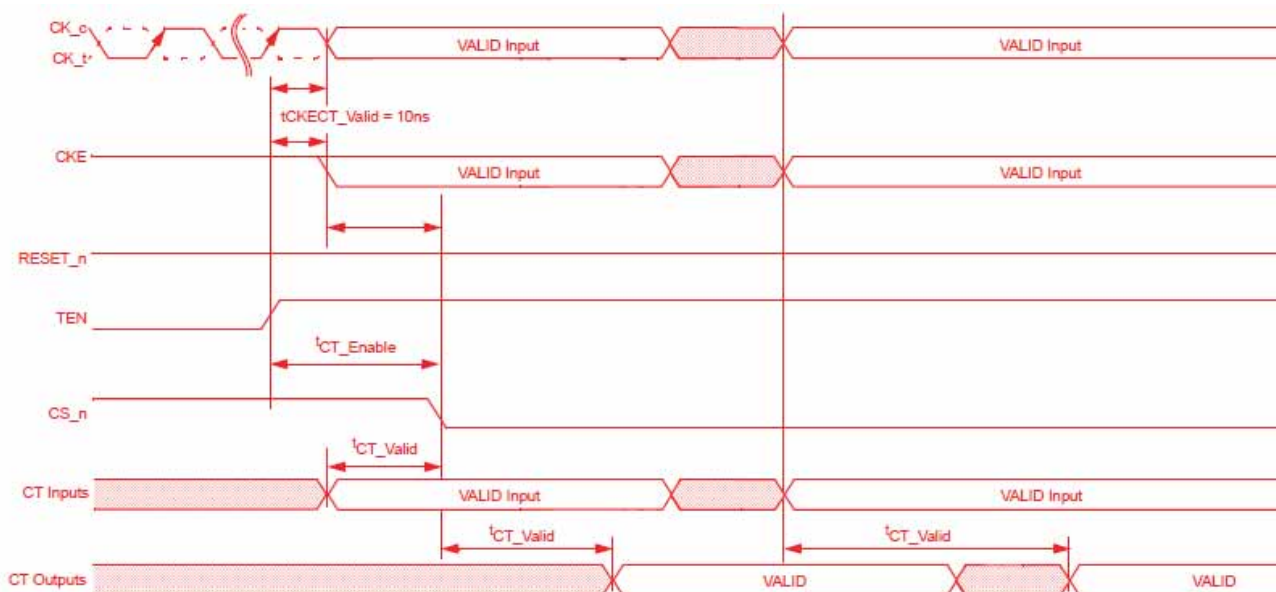 CK_c
VALID Input
VALID Input
CK_t
tCKECT_Valid = 10ns
CKE
VALID Input
VALID Input
RESET_n
TEN
tCT_Enable
CS_n
tCT_Valid
CT Inputs
VALID Input
VALID Input
tCT_Valid
tCT_Valid
CT Outputs
VALID
VALID